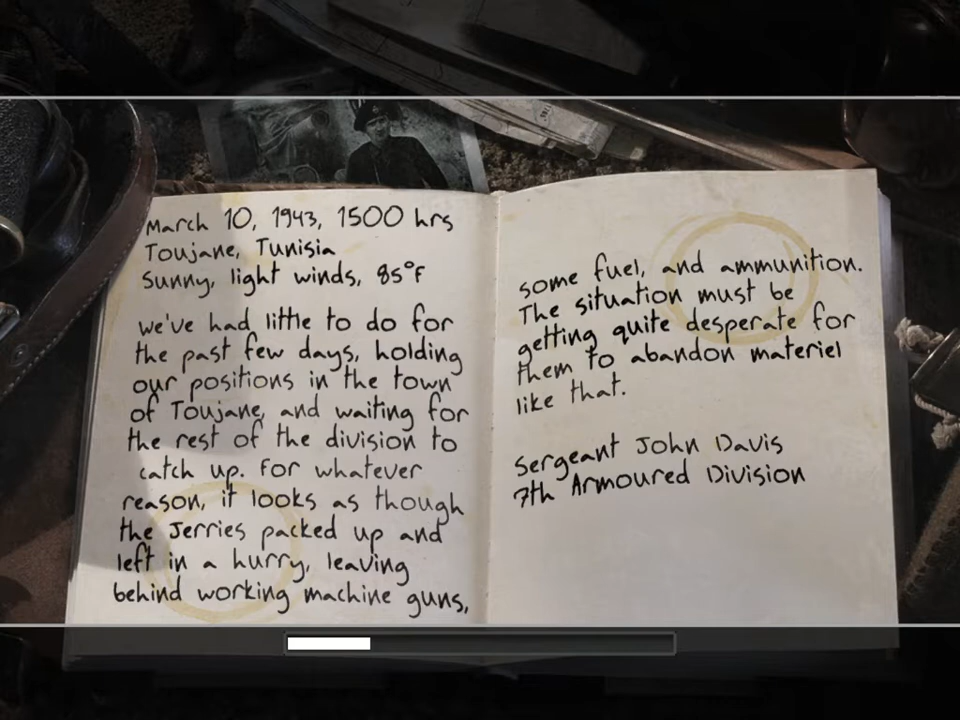 March 10, 1943, 1500 hrs
Toujane, Tunisia
Sunny, light winds, 85°F
We've had little to do for
the past few days, holding
our positions in the town
of Toujane, and waiting for
the rest of the division to
catch up. For whatever
reason, it looks as though
the Jerries packed up and
left in a hurry, leaving
behind working machine guns,
some fuel, and ammunition.
The situation must be
getting quite desperate for
them to abandon materiel
like that.
Sergeant John Davis
7th Armoured Division